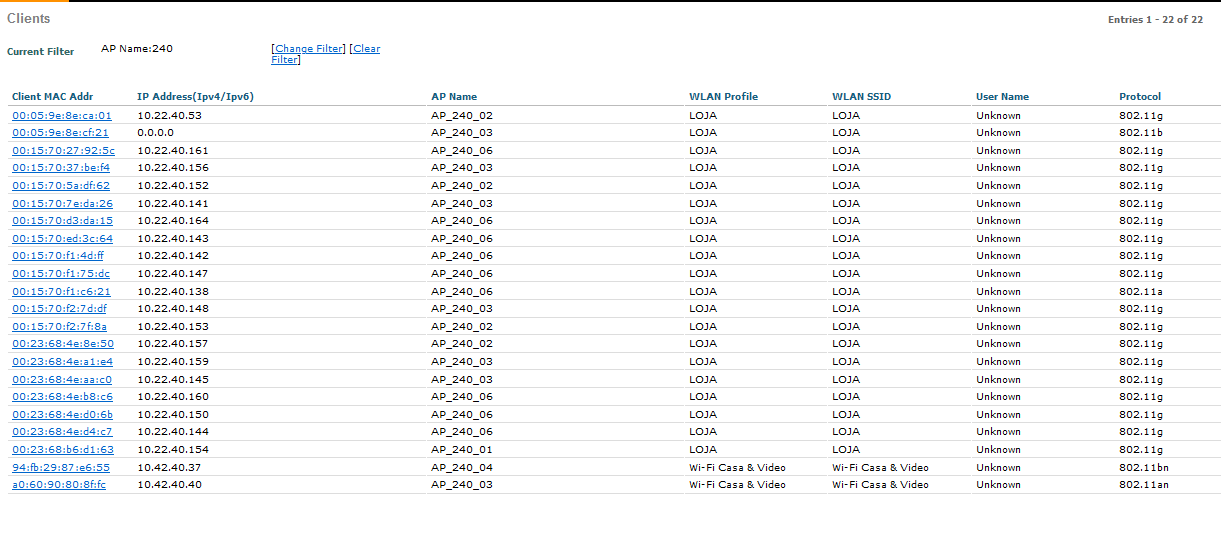 Clients Entries 1 - 22 of 22
Current Filter AP Name:240 [Change Filter] [Clear
Filter]
Client MAC Addr IP Address(Ipv4/Ipv6) AP Name WLAN Profile WLAN SSID User Name Protocol
00:05:9e:8e:ca:01 10.22.40.53 AP_240_02 LOJA LOJA Unknown 802.11g
00:05:9e:8e:cf:21 0.0.0.0 AP_240_03 LOJA LOJA Unknown 802.11b
00:15:70:27:92:5c 10.22.40.161 AP_240_06 LOJA LOJA Unknown 802.11g
00:15:70:37:be:f4 10.22.40.156 AP_240_03 LOJA LOJA Unknown 802.11g
00:15:70:5a:df:62 10.22.40.152 AP_240_02 LOJA LOJA Unknown 802.11g
00:15:70:7e:da:26 10.22.40.141 AP_240_03 LOJA LOJA Unknown 802.11g
00:15:70:d3:da:15 10.22.40.164 AP_240_06 LOJA LOJA Unknown 802.11g
00:15:70:ed:3c:64 10.22.40.143 AP_240_06 LOJA LOJA Unknown 802.11g
00:15:70:f1:4d:ff 10.22.40.142 AP_240_06 LOJA LOJA Unknown 802.11g
00:15:70:f1:75:dc 10.22.40.147 AP_240_06 LOJA LOJA Unknown 802.11g
00:15:70:f1:c6:21 10.22.40.138 AP_240_06 LOJA LOJA Unknown 802.11a
00:15:70:f2:7d:df 10.22.40.148 AP_240_03 LOJA LOJA Unknown 802.11g
00:15:70:f2:7f:8a 10.22.40.153 AP_240_02 LOJA LOJA Unknown 802.11g
00:23:68:4e:8e:50 10.22.40.157 AP_240_02 LOJA LOJA Unknown 802.11g
00:23:68:4e:a1:e4 10.22.40.159 AP_240_03 LOJA LOJA Unknown 802.11g
00:23:68:4e:aa:c0 10.22.40.145 AP_240_03 LOJA LOJA Unknown 802.11g
00:23:68:4e:b8:c6 10.22.40.160 AP_240_06 LOJA LOJA Unknown 802.11g
00:23:68:4e:d0:6b 10.22.40.150 AP_240_06 LOJA LOJA Unknown 802.11g
00:23:68:4e:d4:c7 10.22.40.144 AP_240_06 LOJA LOJA Unknown 802.11g
00:23:68:b6:d1:63 10.22.40.154 AP_240_01 LOJA LOJA Unknown 802.11g
94:fb:29:87:e6:55 10.42.40.37 AP_240_04 Wi-Fi Casa & Video Wi-Fi Casa & Video Unknown 802.11bn
a0:60:90:80:8f:fc 10.42.40.40 AP_240_03 Wi-Fi Casa & Video Wi-Fi Casa & Video Unknown 802.11an